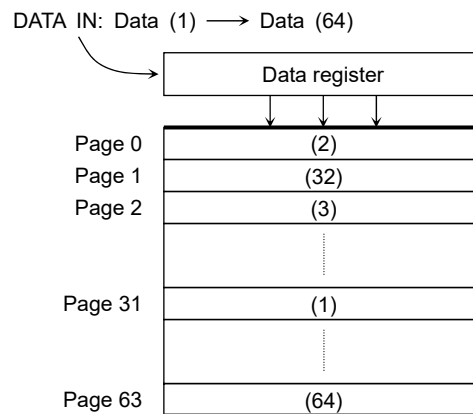 DATA IN: Data (1) → Data (64)
Data register
Page 0 (2)
Page 1 (32)
Page 2 (3)
Page 31 (1)
Page 63 (64)